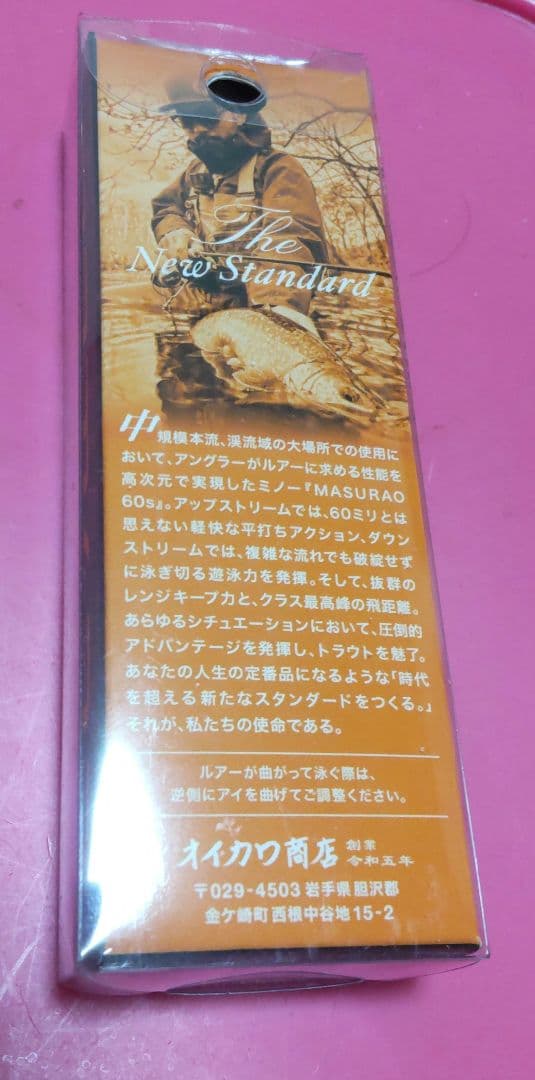 The
New Standard
中規模本流、渓流域の大場所での使用に
おいて、アングラーがルアーに求める性能を
高次元で実現したミノー『MASURAO
60s』。アップストリームでは、60ミリとは
思えない軽快な平打ちアクション、ダウン
ストリームでは、複雑な流れでも破綻せず
に泳ぎ切る遊泳力を発揮。そして、抜群の
レンジキープ力と、クラス最高峰の飛距離。
あらゆるシチュエーションにおいて、圧倒的
アドバンテージを発揮し、トラウトを魅了。
あなたの人生の定番品になるような「時代
を超える新たなスタンダードをつくる。」
それが、私たちの使命である。
ルアーが曲がって泳ぐ際は、
逆側にアイを曲げてご調整ください。
オイカワ商店 創業
令和五年
〒029-4503 岩手県 胆沢郡
金ケ崎町 西根中谷地 15-2